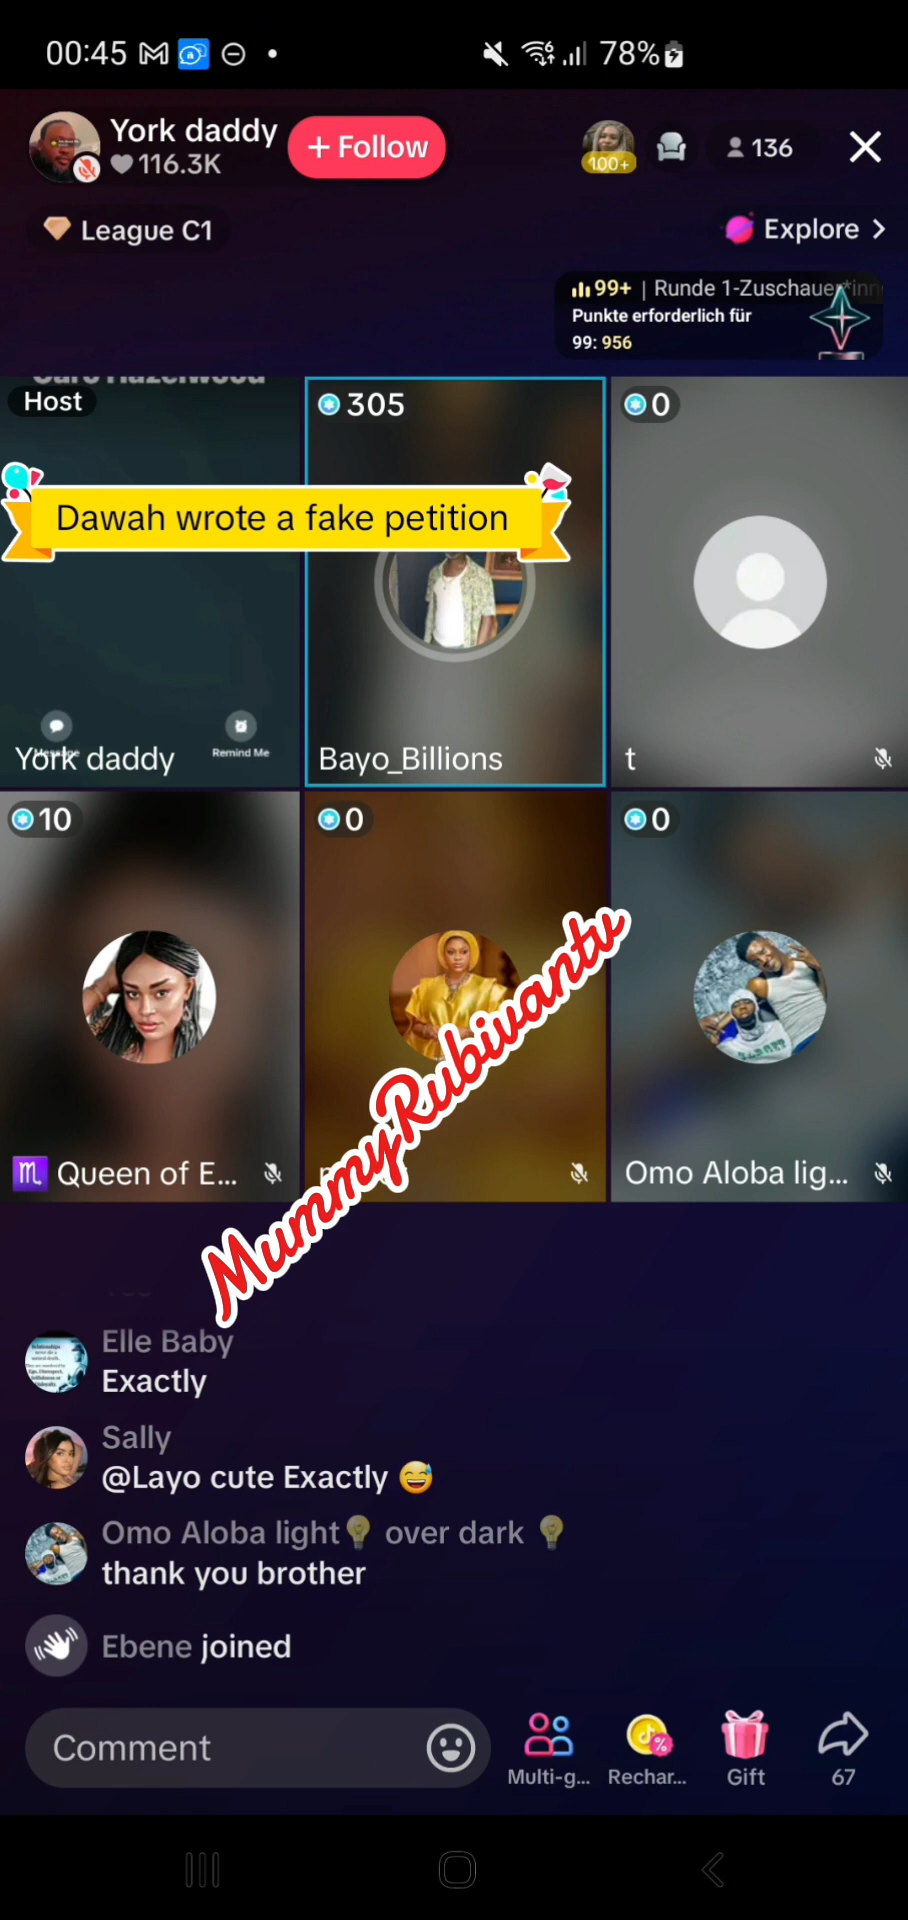 00:45
78%
York daddy
116.3K
+ Follow
100+
136
League C1
Explore >
99+ | Runde 1-Zuschauer*inn
Punkte erforderlich für
99: 956
Host
305
0
Dawah wrote a fake petition
Message
Remind Me
York daddy
Bayo_Billions
t
10
0
0
MummyRubivantv
Queen of E...
Omo Aloba lig...
Elle Baby
Exactly
Sally
@Layo cute Exactly 😅
Omo Aloba light💡 over dark 💡
thank you brother
Ebene joined
Comment
Multi-g...
Rechar...
Gift
67